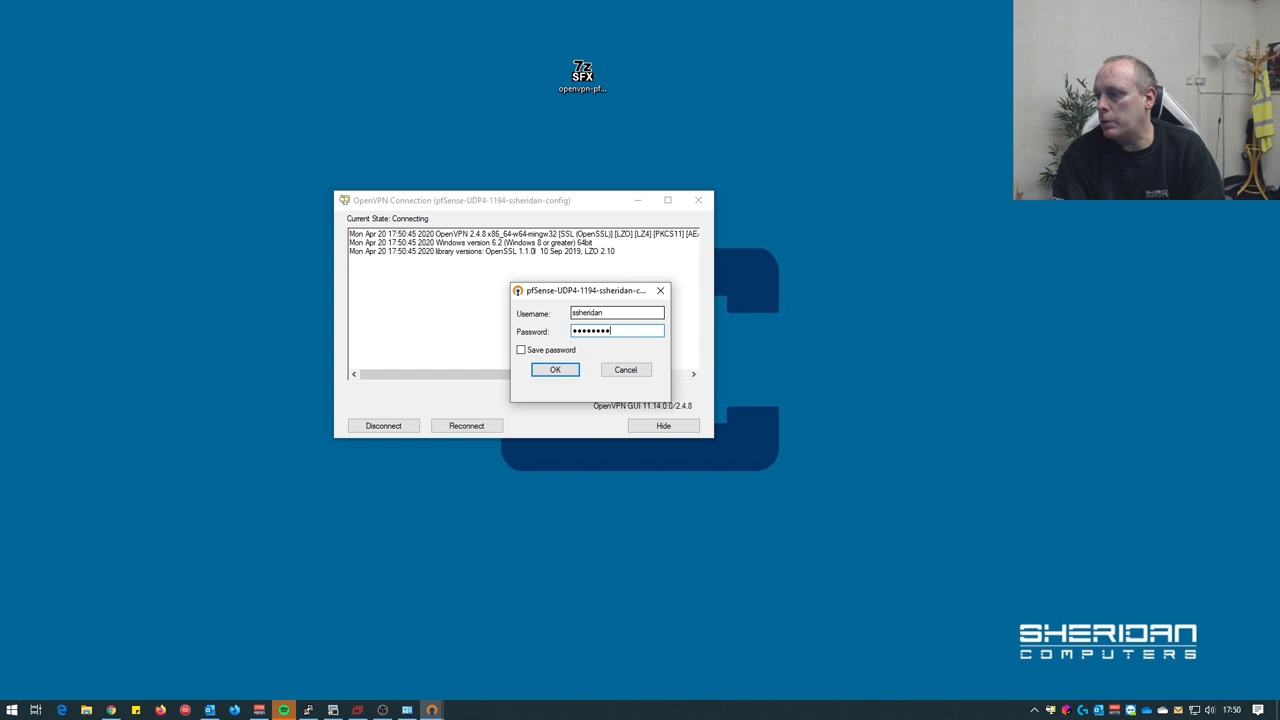 7z
SFX
openvpn-pf...
OpenVPN Connection (pfSense-UDP4-1194-ssheridan-config)
Current State: Connecting
Mon Apr 20 17:50:45 2020 OpenVPN 2.4.8 x86_64-w64-mingw32 [SSL (OpenSSL)] [LZO] [LZ4] [PKCS11] [AEA
Mon Apr 20 17:50:45 2020 Windows version 6.2 (Windows 8 or greater) 64bit
Mon Apr 20 17:50:45 2020 library versions: OpenSSL 1.1.0l  10 Sep 2019, LZO 2.10
pfSense-UDP4-1194-ssheridan-c...
Username: ssheridan
Password: ●●●●●●●●
Save password
OK Cancel
OpenVPN GUI 11.14.0.0/2.4.8
Disconnect Reconnect Hide
SHERIDAN
COMPUTERS
17:50